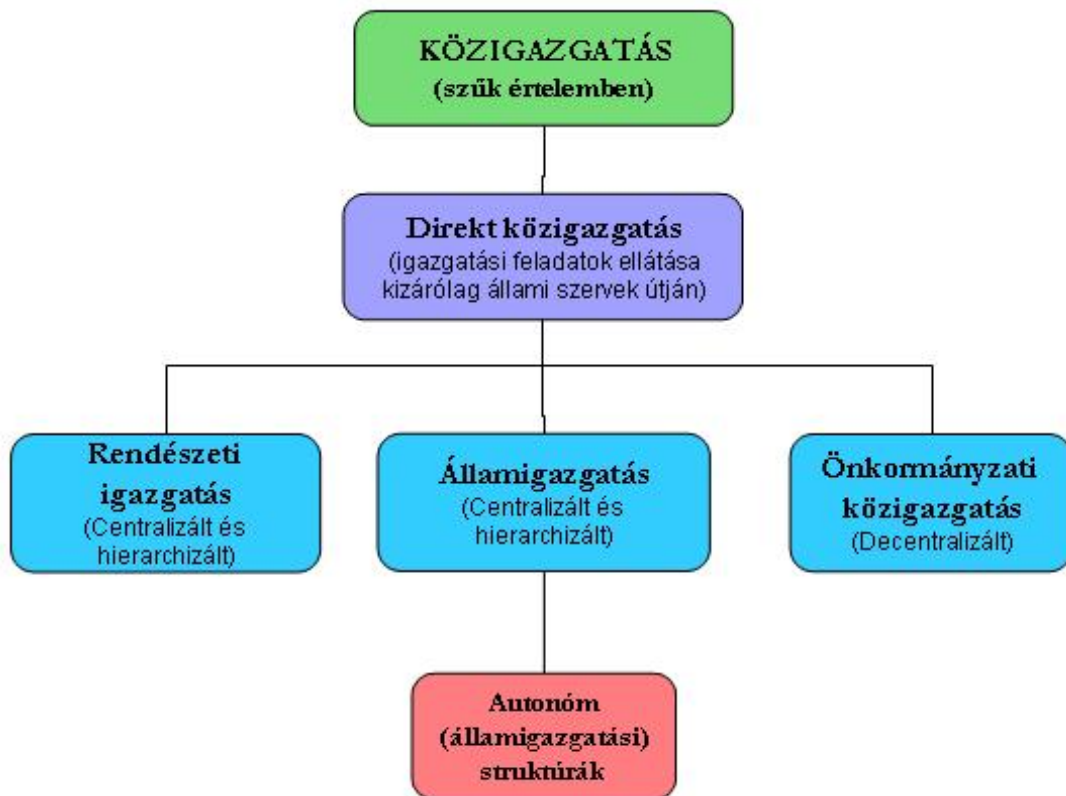 KÖZIGAZGATÁS
(szűk értelemben)
Direkt közigazgatás
(igazgatási feladatok ellátása
kizárólag állami szervek útján)
Rendészeti
igazgatás
(Centralizált és
hierarchizált)
Államigazgatás
(Centralizált és
hierarchizált)
Önkormányzati
közigazgatás
(Decentralizált)
Autonóm
(államigazgatási)
struktúrák